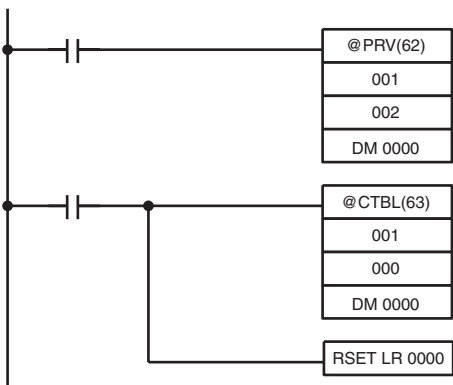 @PRV(62)
001
002
DM 0000
@CTBL(63)
001
000
DM 0000
RSET LR 0000